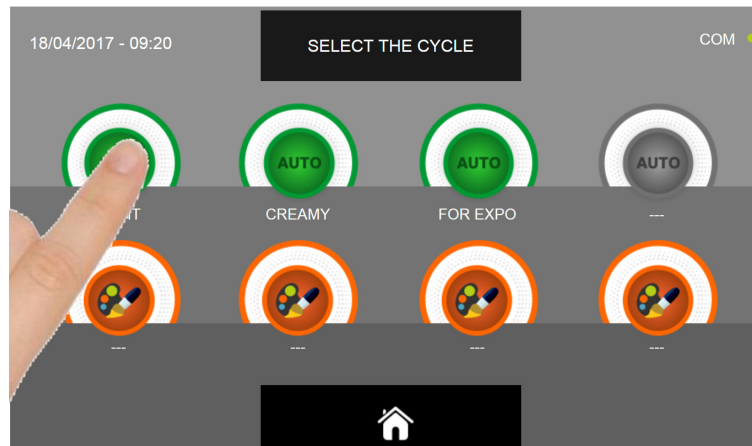 18/04/2017 - 09:20
SELECT THE CYCLE
COM
AUTO
AUTO
AUTO
CREAMY
FOR EXPO
---
---
---
---
---